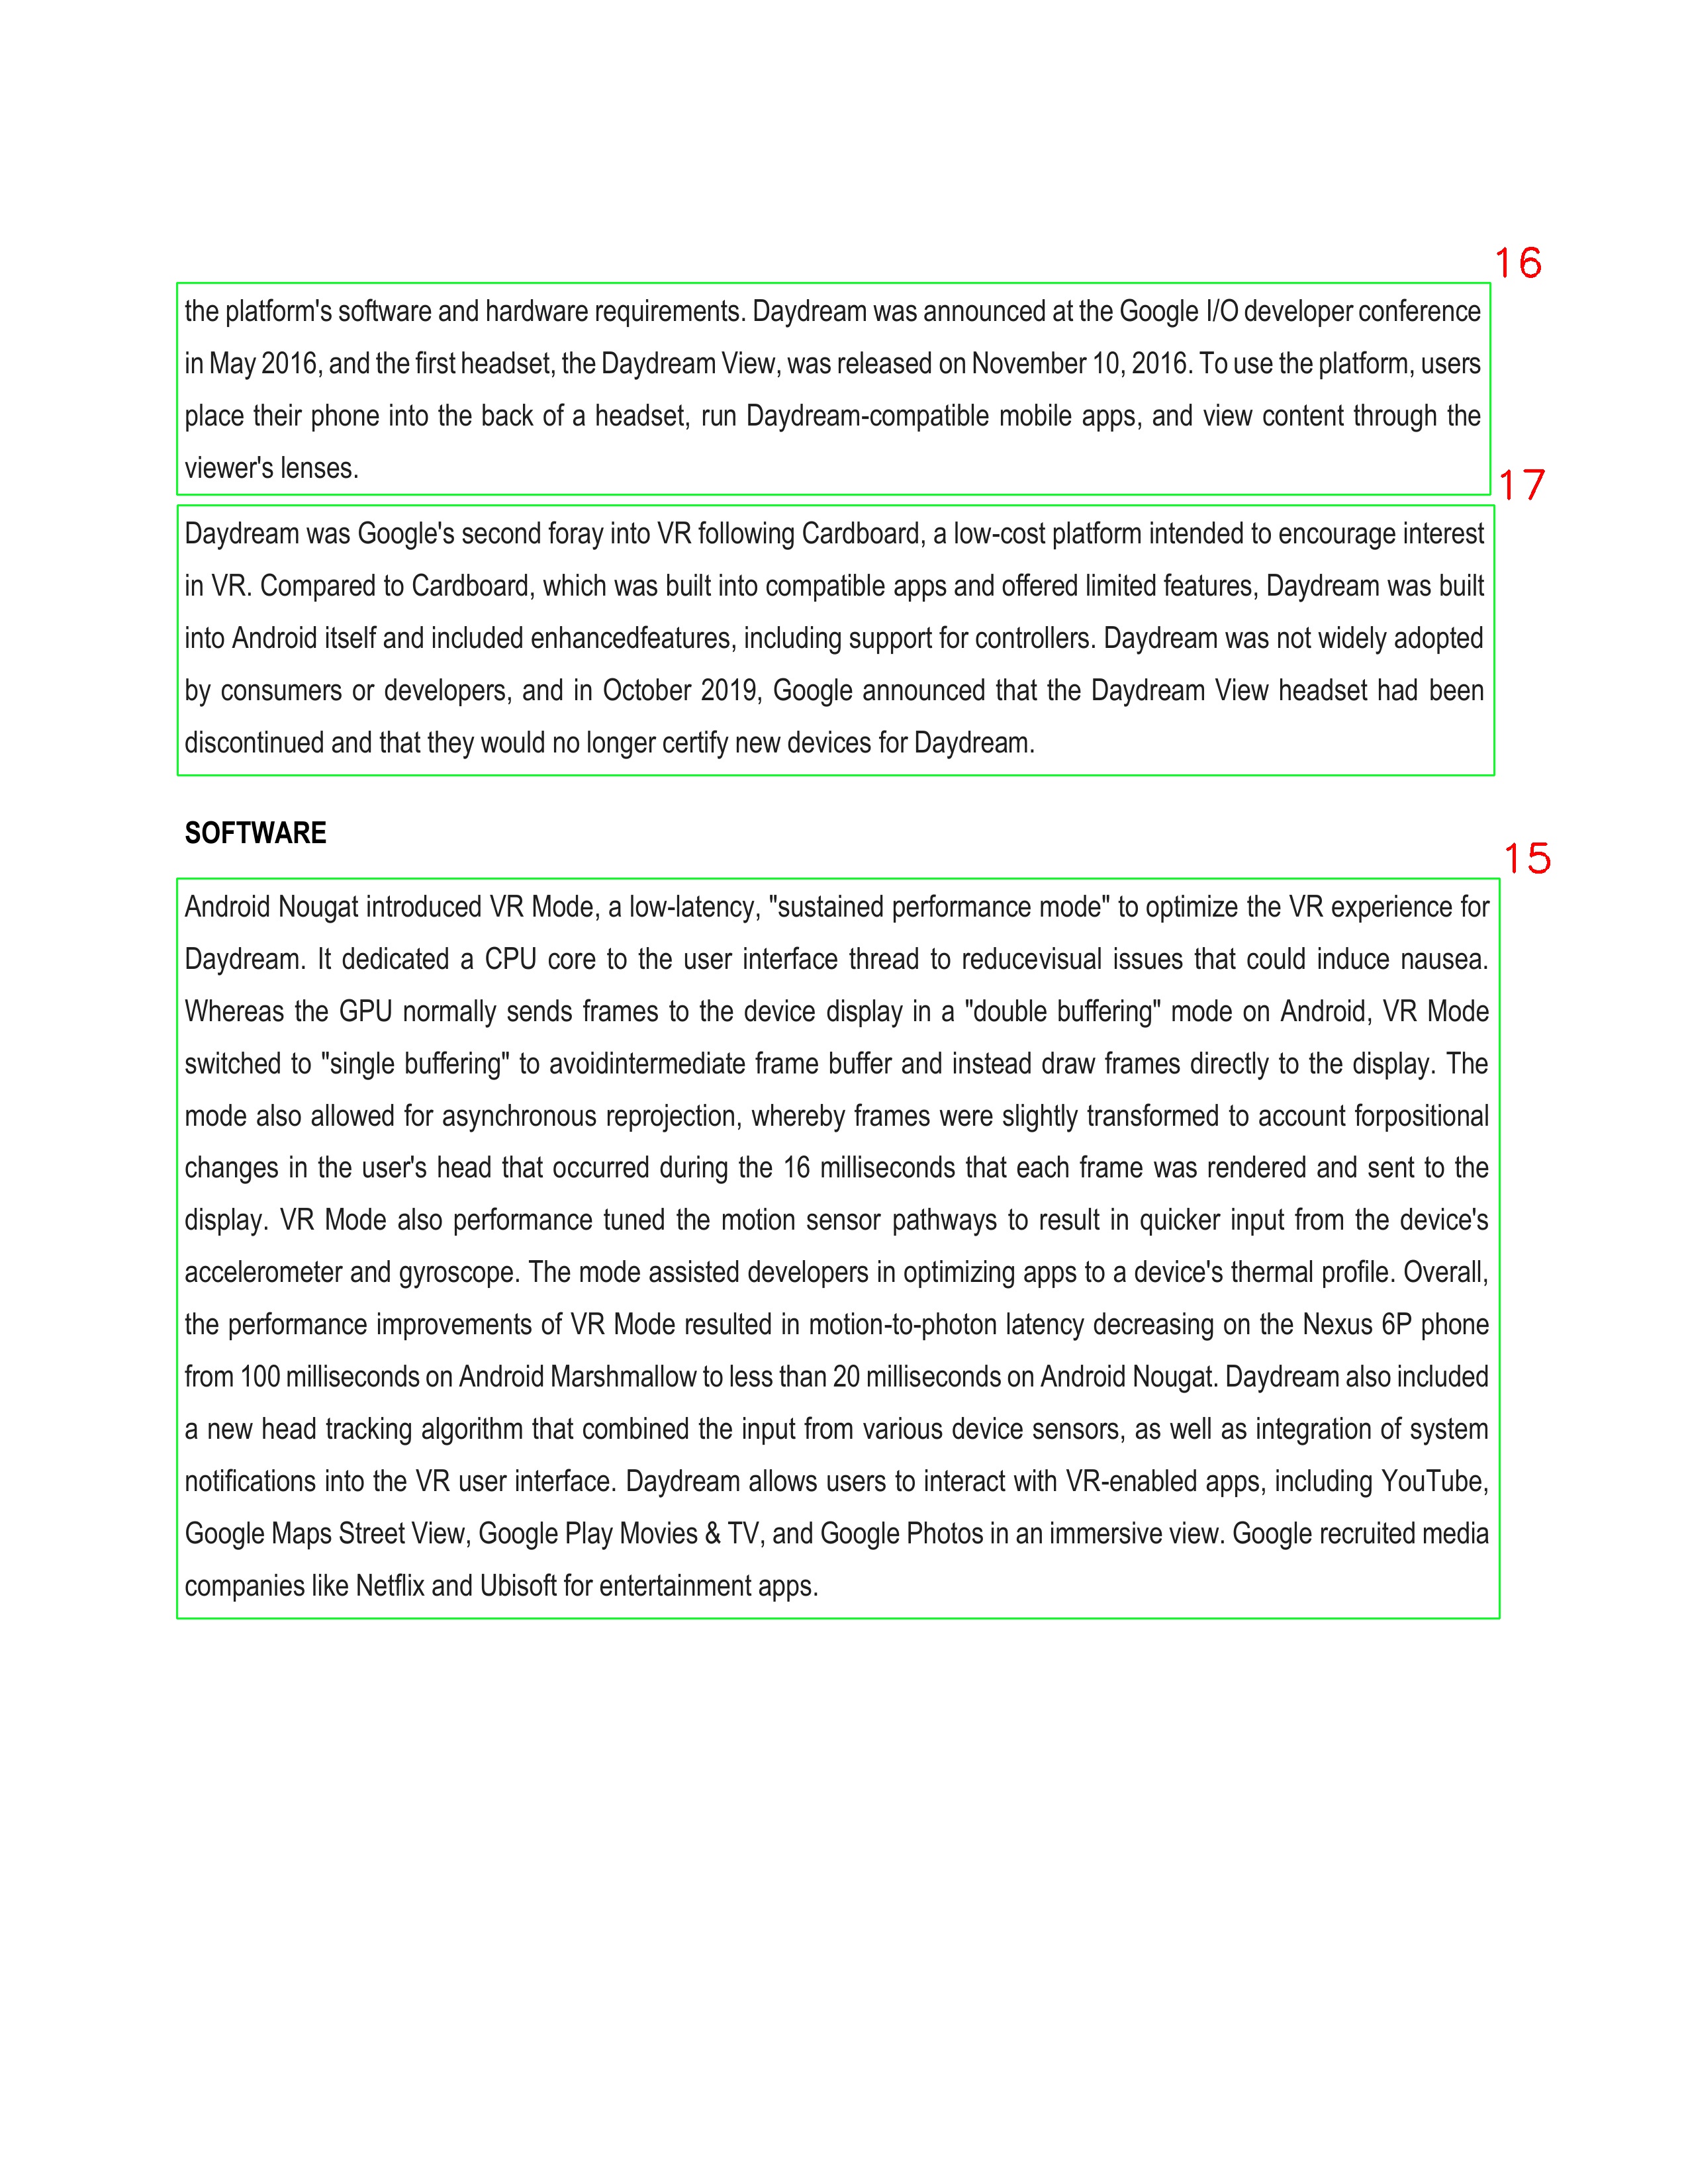 16
the platform's software and hardware requirements. Daydream was announced at the Google I/O developer conference
in May 2016, and the first headset, the Daydream View, was released on November 10, 2016. To use the platform, users
place their phone into the back of a headset, run Daydream-compatible mobile apps, and view content through the
viewer's lenses.
17
Daydream was Google's second foray into VR following Cardboard, a low-cost platform intended to encourage interest
in VR. Compared to Cardboard, which was built into compatible apps and offered limited features, Daydream was built
into Android itself and included enhancedfeatures, including support for controllers. Daydream was not widely adopted
by consumers or developers, and in October 2019, Google announced that the Daydream View headset had been
discontinued and that they would no longer certify new devices for Daydream.
SOFTWARE
15
Android Nougat introduced VR Mode, a low-latency, "sustained performance mode" to optimize the VR experience for
Daydream. It dedicated a CPU core to the user interface thread to reducevisual issues that could induce nausea.
Whereas the GPU normally sends frames to the device display in a "double buffering" mode on Android, VR Mode
switched to "single buffering" to avoidintermediate frame buffer and instead draw frames directly to the display. The
mode also allowed for asynchronous reprojection, whereby frames were slightly transformed to account forpositional
changes in the user's head that occurred during the 16 milliseconds that each frame was rendered and sent to the
display. VR Mode also performance tuned the motion sensor pathways to result in quicker input from the device's
accelerometer and gyroscope. The mode assisted developers in optimizing apps to a device's thermal profile. Overall,
the performance improvements of VR Mode resulted in motion-to-photon latency decreasing on the Nexus 6P phone
from 100 milliseconds on Android Marshmallow to less than 20 milliseconds on Android Nougat. Daydream also included
a new head tracking algorithm that combined the input from various device sensors, as well as integration of system
notifications into the VR user interface. Daydream allows users to interact with VR-enabled apps, including YouTube,
Google Maps Street View, Google Play Movies & TV, and Google Photos in an immersive view. Google recruited media
companies like Netflix and Ubisoft for entertainment apps.